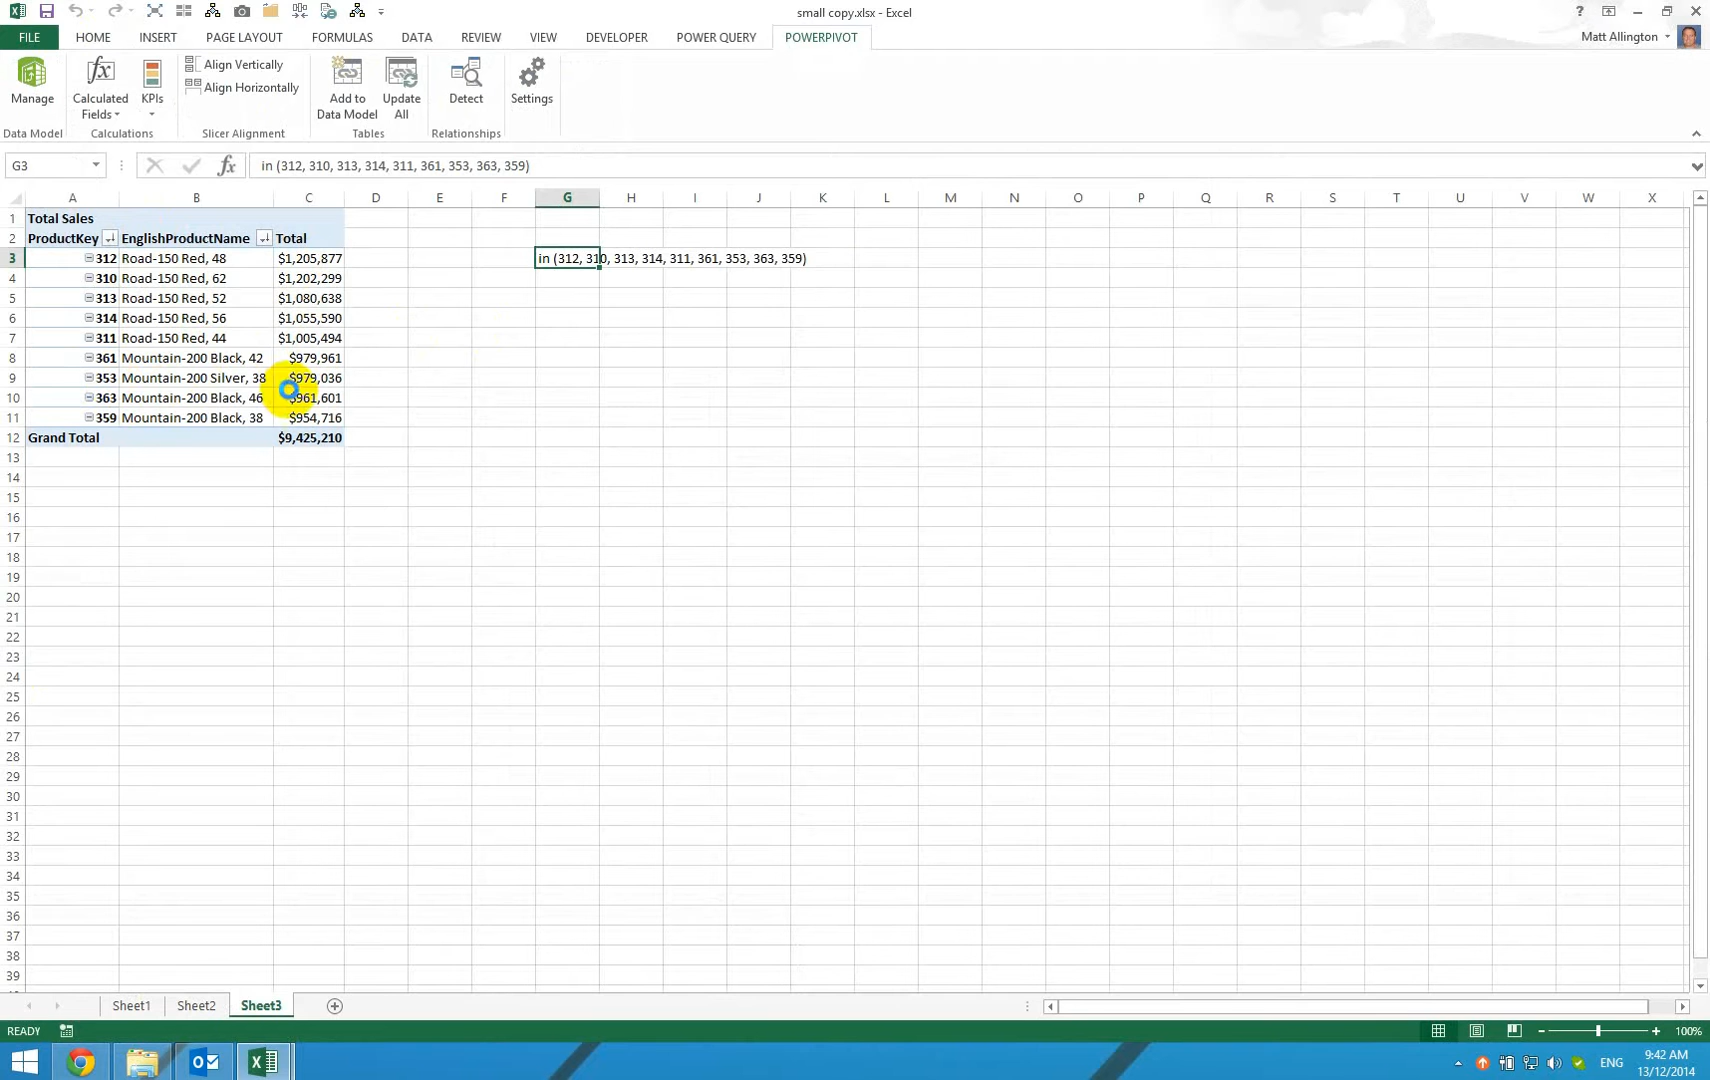 small copy.xlsx - Excel
?
FILE HOME INSERT PAGE LAYOUT FORMULAS DATA REVIEW VIEW DEVELOPER POWER QUERY POWERPIVOT Matt Allington
Manage
Calculated Fields
KPIs
Align Vertically
Align Horizontally
Add to Data Model
Update All
Detect
Settings
Data Model Calculations Slicer Alignment Tables Relationships
G3 fx in (312, 310, 313, 314, 311, 361, 353, 363, 359)
A B C D E F G H I J K L M N O P Q R S T U V W X
1 Total Sales
2 ProductKey EnglishProductName Total
3 312 Road-150 Red, 48 $1,205,877 in (312, 310, 313, 314, 311, 361, 353, 363, 359)
4 310 Road-150 Red, 62 $1,202,299
5 313 Road-150 Red, 52 $1,080,638
6 314 Road-150 Red, 56 $1,055,590
7 311 Road-150 Red, 44 $1,005,494
8 361 Mountain-200 Black, 42 $979,961
9 353 Mountain-200 Silver, 38 $979,036
10 363 Mountain-200 Black, 46 $961,601
11 359 Mountain-200 Black, 38 $954,716
12 Grand Total $9,425,210
13
14
15
16
17
18
19
20
21
22
23
24
25
26
27
28
29
30
31
32
33
34
35
36
37
38
39
Sheet1 Sheet2 Sheet3
READY 100%
ENG 9:42 AM
13/12/2014